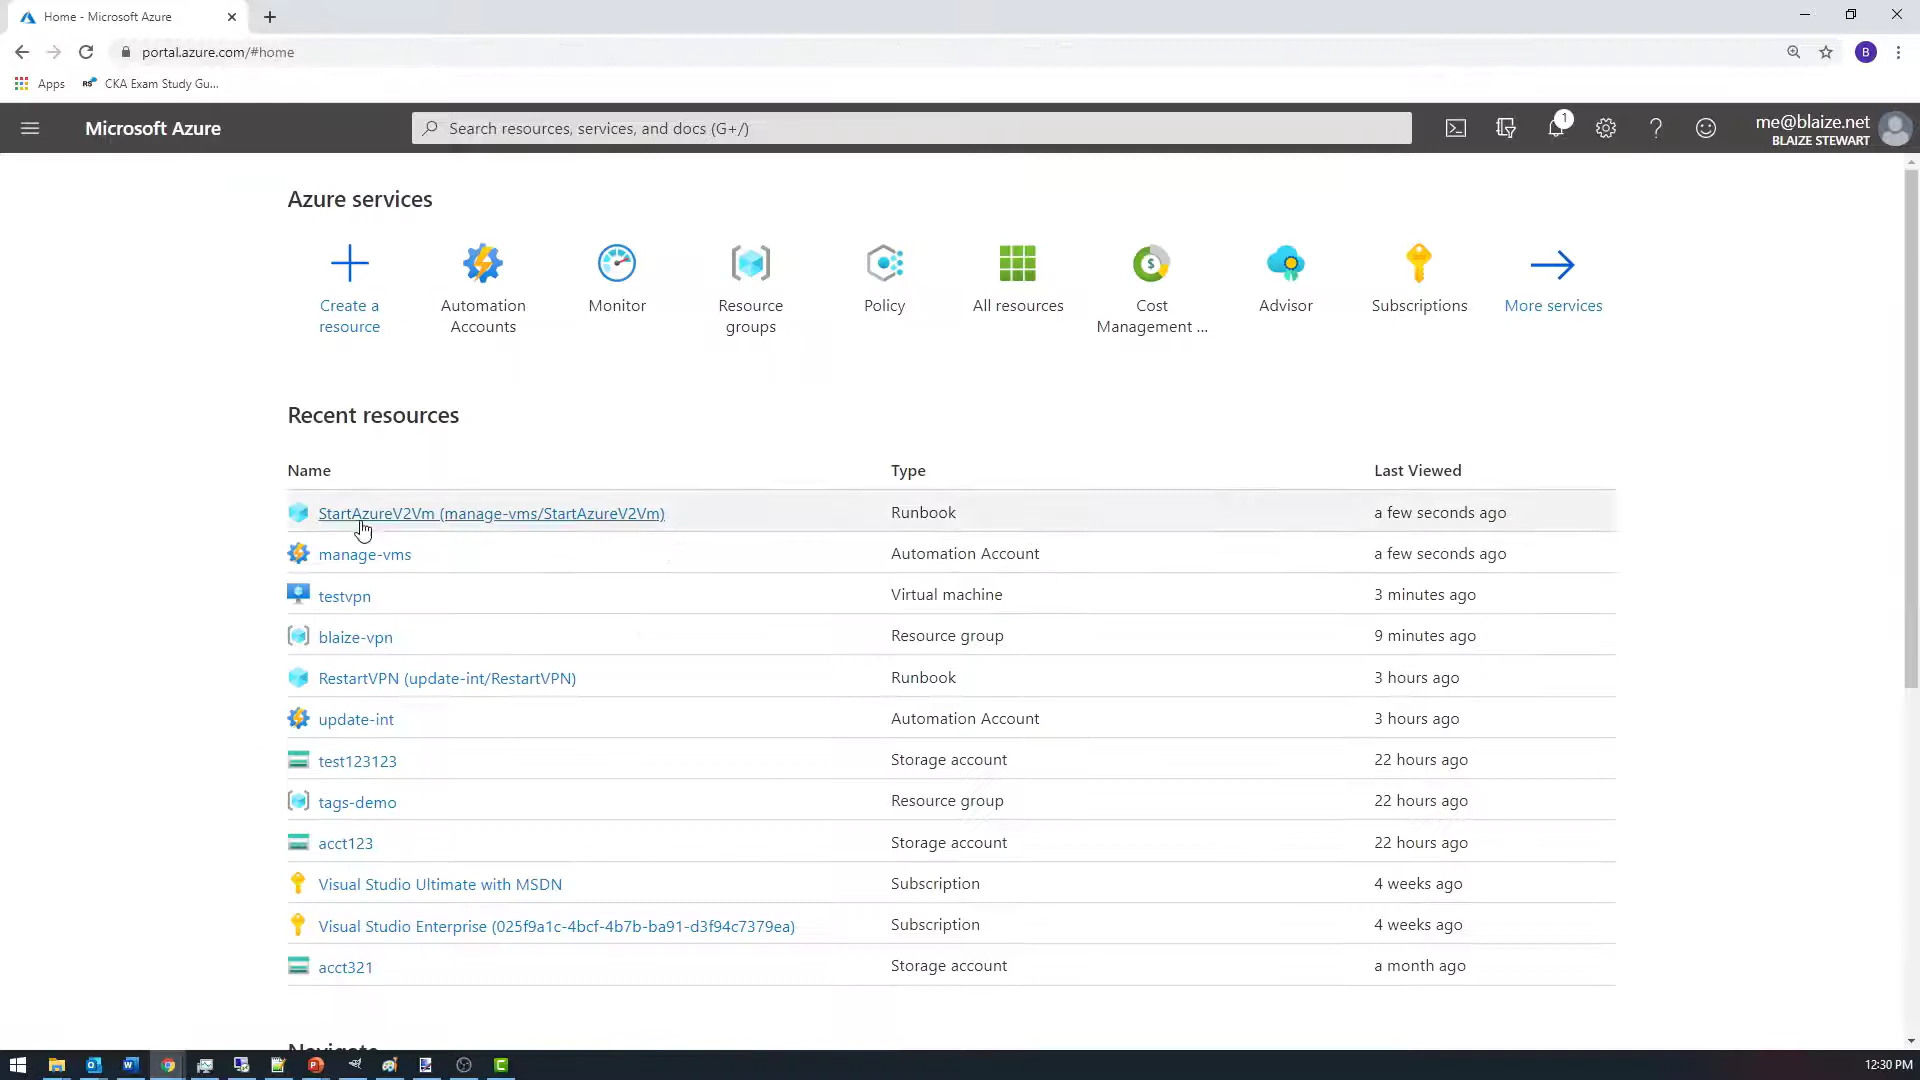 Home - Microsoft Azure
portal.azure.com/#home
B
Apps
RS
CKA Exam Study Gu...
Microsoft Azure
Search resources, services, and docs (G+/)
1
me@blaize.net
BLAIZE STEWART
Azure services
Create a resource
Automation Accounts
Monitor
Resource groups
Policy
All resources
Cost Management ...
Advisor
Subscriptions
More services
Recent resources
Name Type Last Viewed
StartAzureV2Vm (manage-vms/StartAzureV2Vm) Runbook a few seconds ago
manage-vms Automation Account a few seconds ago
testvpn Virtual machine 3 minutes ago
blaize-vpn Resource group 9 minutes ago
RestartVPN (update-int/RestartVPN) Runbook 3 hours ago
update-int Automation Account 3 hours ago
test123123 Storage account 22 hours ago
tags-demo Resource group 22 hours ago
acct123 Storage account 22 hours ago
Visual Studio Ultimate with MSDN Subscription 4 weeks ago
Visual Studio Enterprise (025f9a1c-4bcf-4b7b-ba91-d3f94c7379ea) Subscription 4 weeks ago
acct321 Storage account a month ago
Navigate
12:30 PM